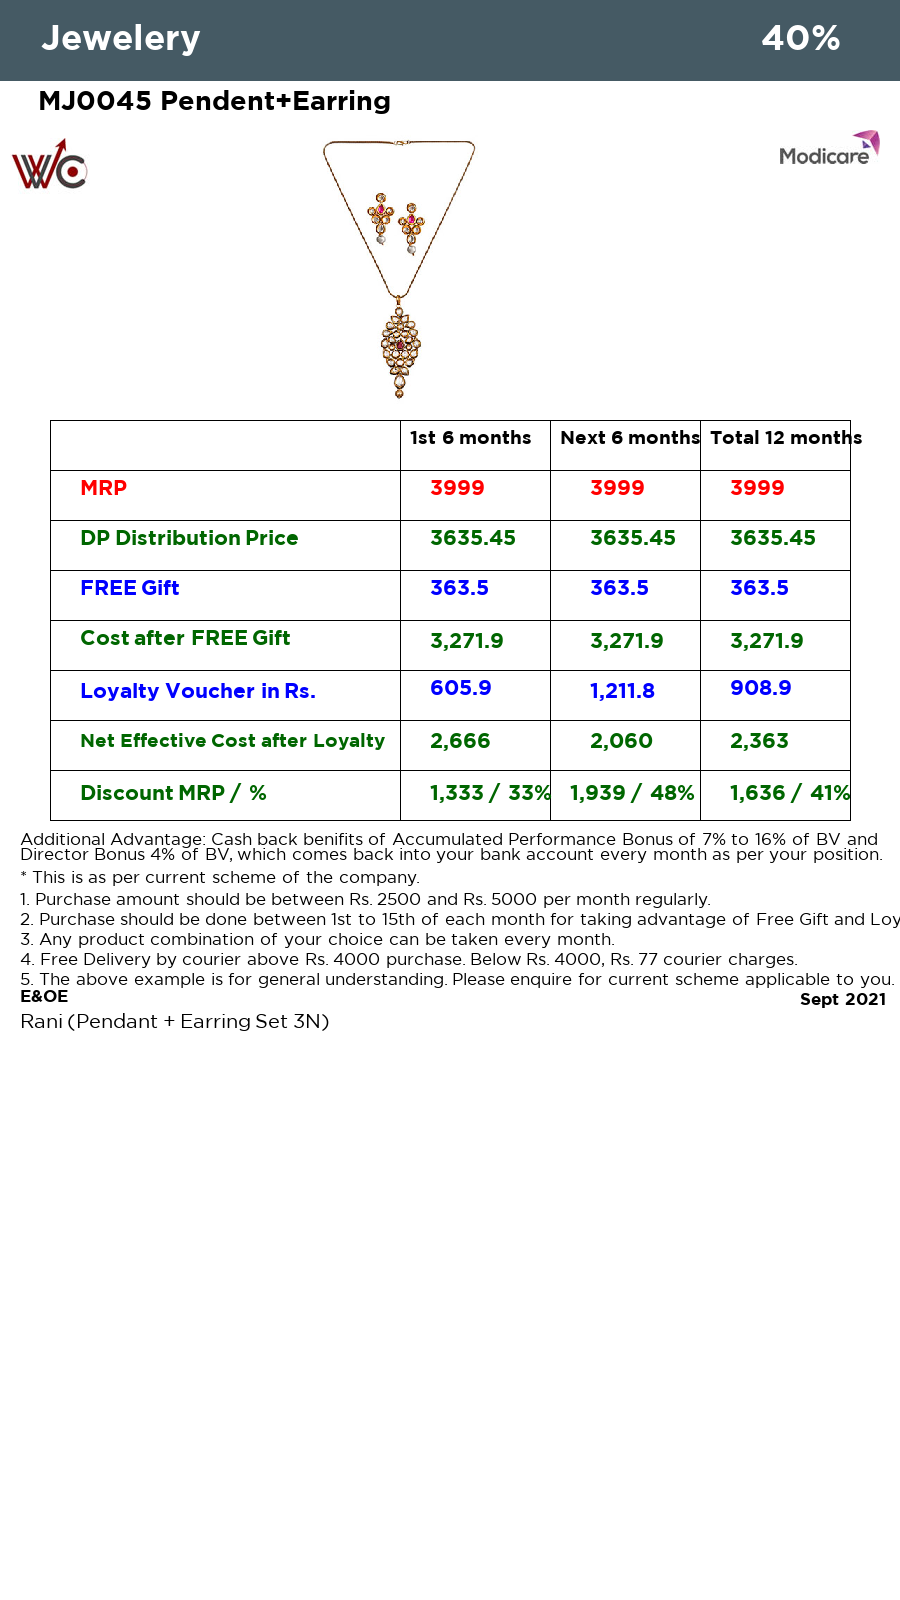 Jewelery 40%
MJ0045 Pendent+Earring
WC
Modicare
1st 6 months Next 6 months Total 12 months
MRP 3999 3999 3999
DP Distribution Price 3635.45 3635.45 3635.45
FREE Gift 363.5 363.5 363.5
Cost after FREE Gift 3,271.9 3,271.9 3,271.9
Loyalty Voucher in Rs. 605.9 1,211.8 908.9
Net Effective Cost after Loyalty 2,666 2,060 2,363
Discount MRP / % 1,333 / 33% 1,939 / 48% 1,636 / 41%
Additional Advantage: Cash back benifits of Accumulated Performance Bonus of 7% to 16% of BV and
Director Bonus 4% of BV, which comes back into your bank account every month as per your position.
* This is as per current scheme of the company.
1. Purchase amount should be between Rs. 2500 and Rs. 5000 per month regularly.
2. Purchase should be done between 1st to 15th of each month for taking advantage of Free Gift and Loy
3. Any product combination of your choice can be taken every month.
4. Free Delivery by courier above Rs. 4000 purchase. Below Rs. 4000, Rs. 77 courier charges.
5. The above example is for general understanding. Please enquire for current scheme applicable to you.
E&OE Sept 2021
Rani (Pendant + Earring Set 3N)